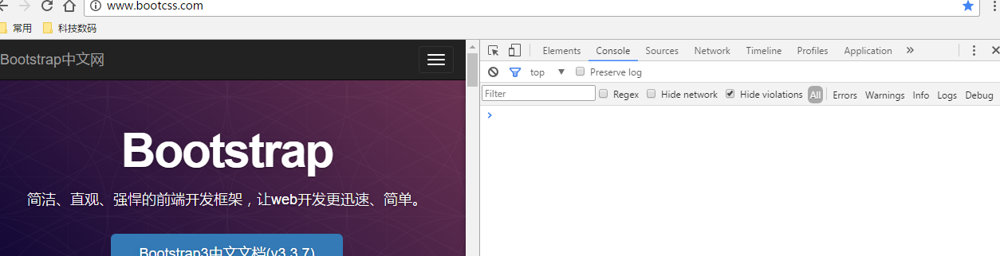 www.bootcss.com
常用 科技数码
Bootstrap中文网
Elements Console Sources Network Timeline Profiles Application »
top Preserve log
Filter Regex Hide network Hide violations All Errors Warnings Info Logs Debug
Bootstrap
简洁、直观、强悍的前端开发框架，让web开发更迅速、简单。
Bootstrap3中文文档(v3.3.7)